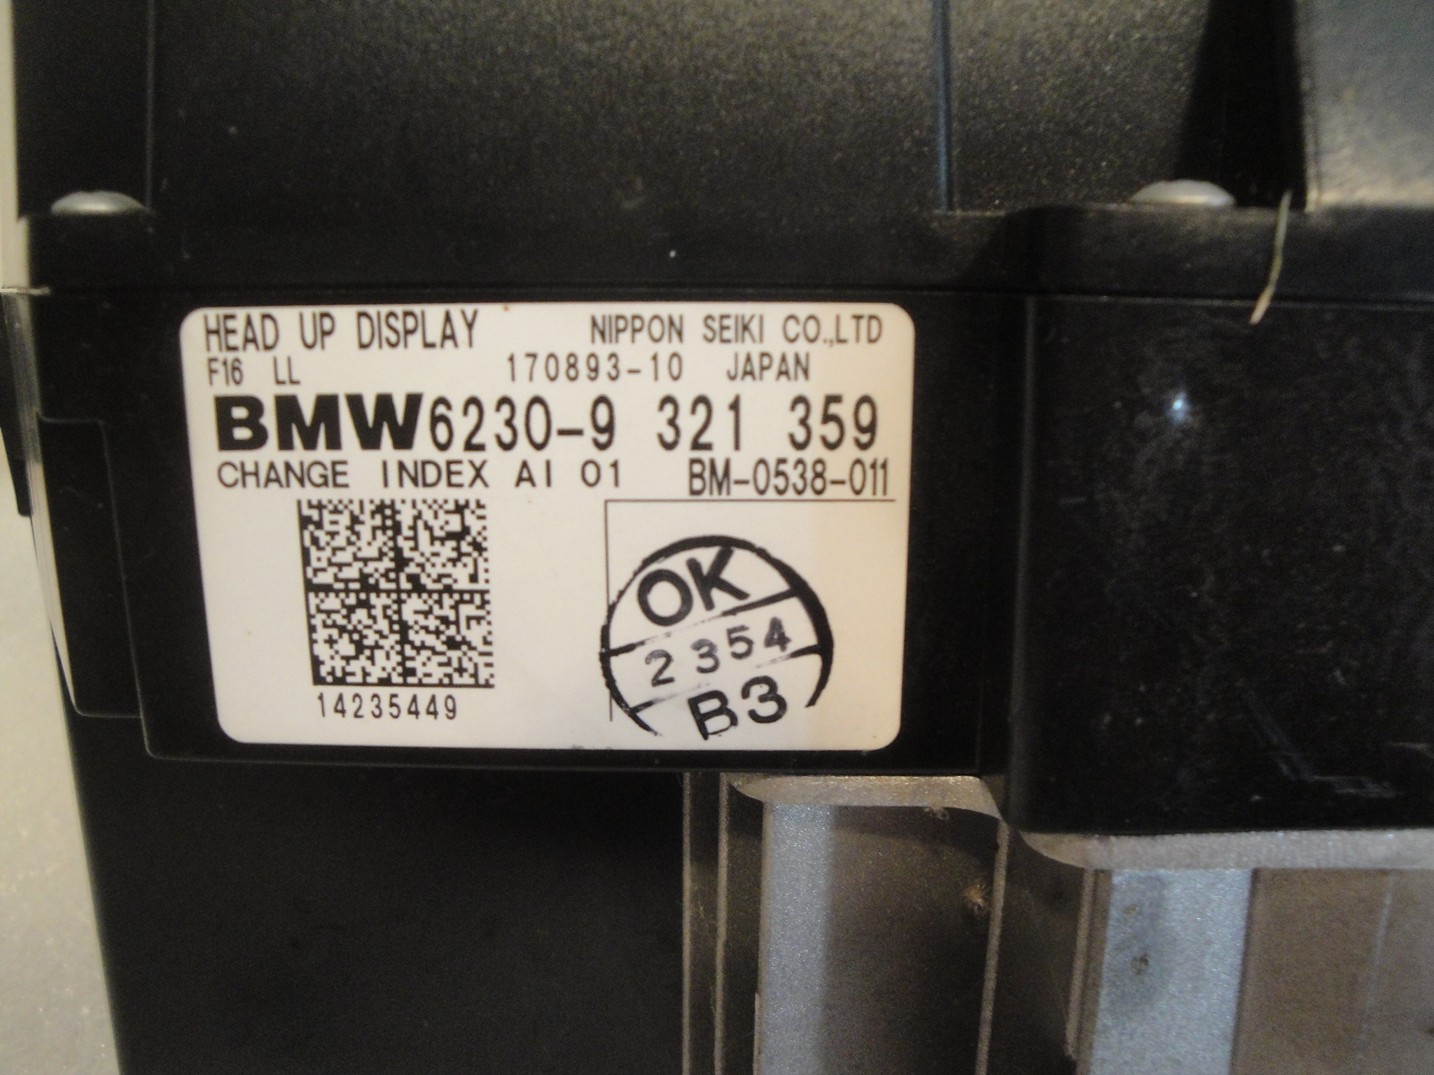 HEAD UP DISPLAY NIPPON SEIKI CO.,LTD
F16 LL 170893-10 JAPAN
BMW 6230-9 321 359
CHANGE INDEX AI 01 BM-0538-011
14235449
OK
2354
B3